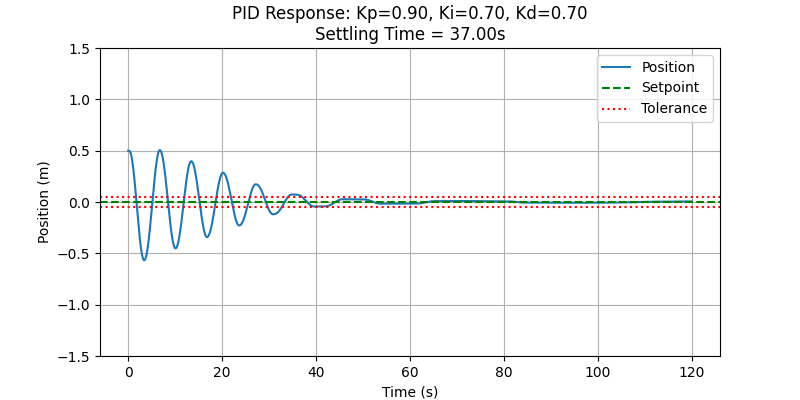 PID Response: Kp=0.90, Ki=0.70, Kd=0.70
Settling Time = 37.00s
Position
Setpoint
Tolerance
1.5
1.0
0.5
0.0
−0.5
−1.0
−1.5
Position (m)
0 20 40 60 80 100 120
Time (s)